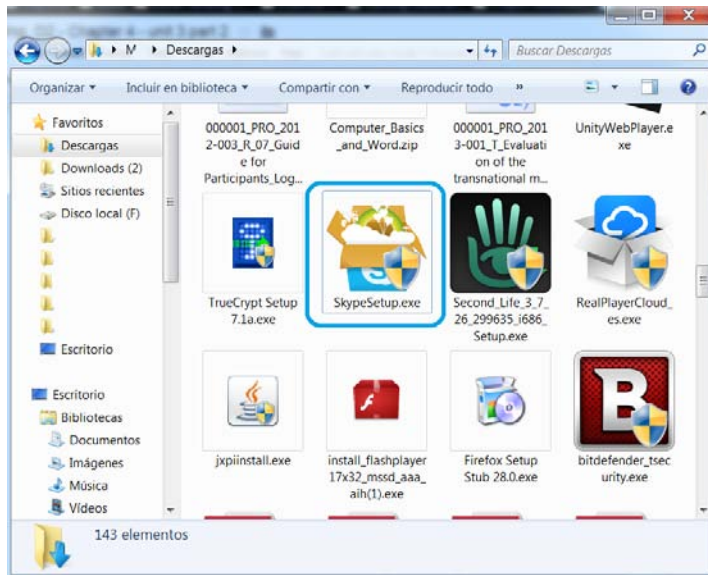 M ▸ Descargas ▸
Buscar Descargas
Organizar
Incluir en biblioteca
Compartir con
Reproducir todo
»
Favoritos
Descargas
Downloads (2)
Sitios recientes
Disco local (F)
Escritorio
Escritorio
Bibliotecas
Documentos
Imágenes
Música
Vídeos
000001_PRO_201
2-003_R_07_Guid
e for
Participants_Log...
Computer_Basics
_and_Word.zip
000001_PRO_201
3-001_T_Evaluati
on of the
transnational m...
UnityWebPlayer.e
xe
TrueCrypt Setup
7.1a.exe
SkypeSetup.exe
Second_Life_3_7_
26_299635_i686_
Setup.exe
RealPlayerCloud_
es.exe
jxpiinstall.exe
install_flashplayer
17x32_mssd_aaa_
aih(1).exe
Firefox Setup
Stub 28.0.exe
bitdefender_tsec
urity.exe
143 elementos